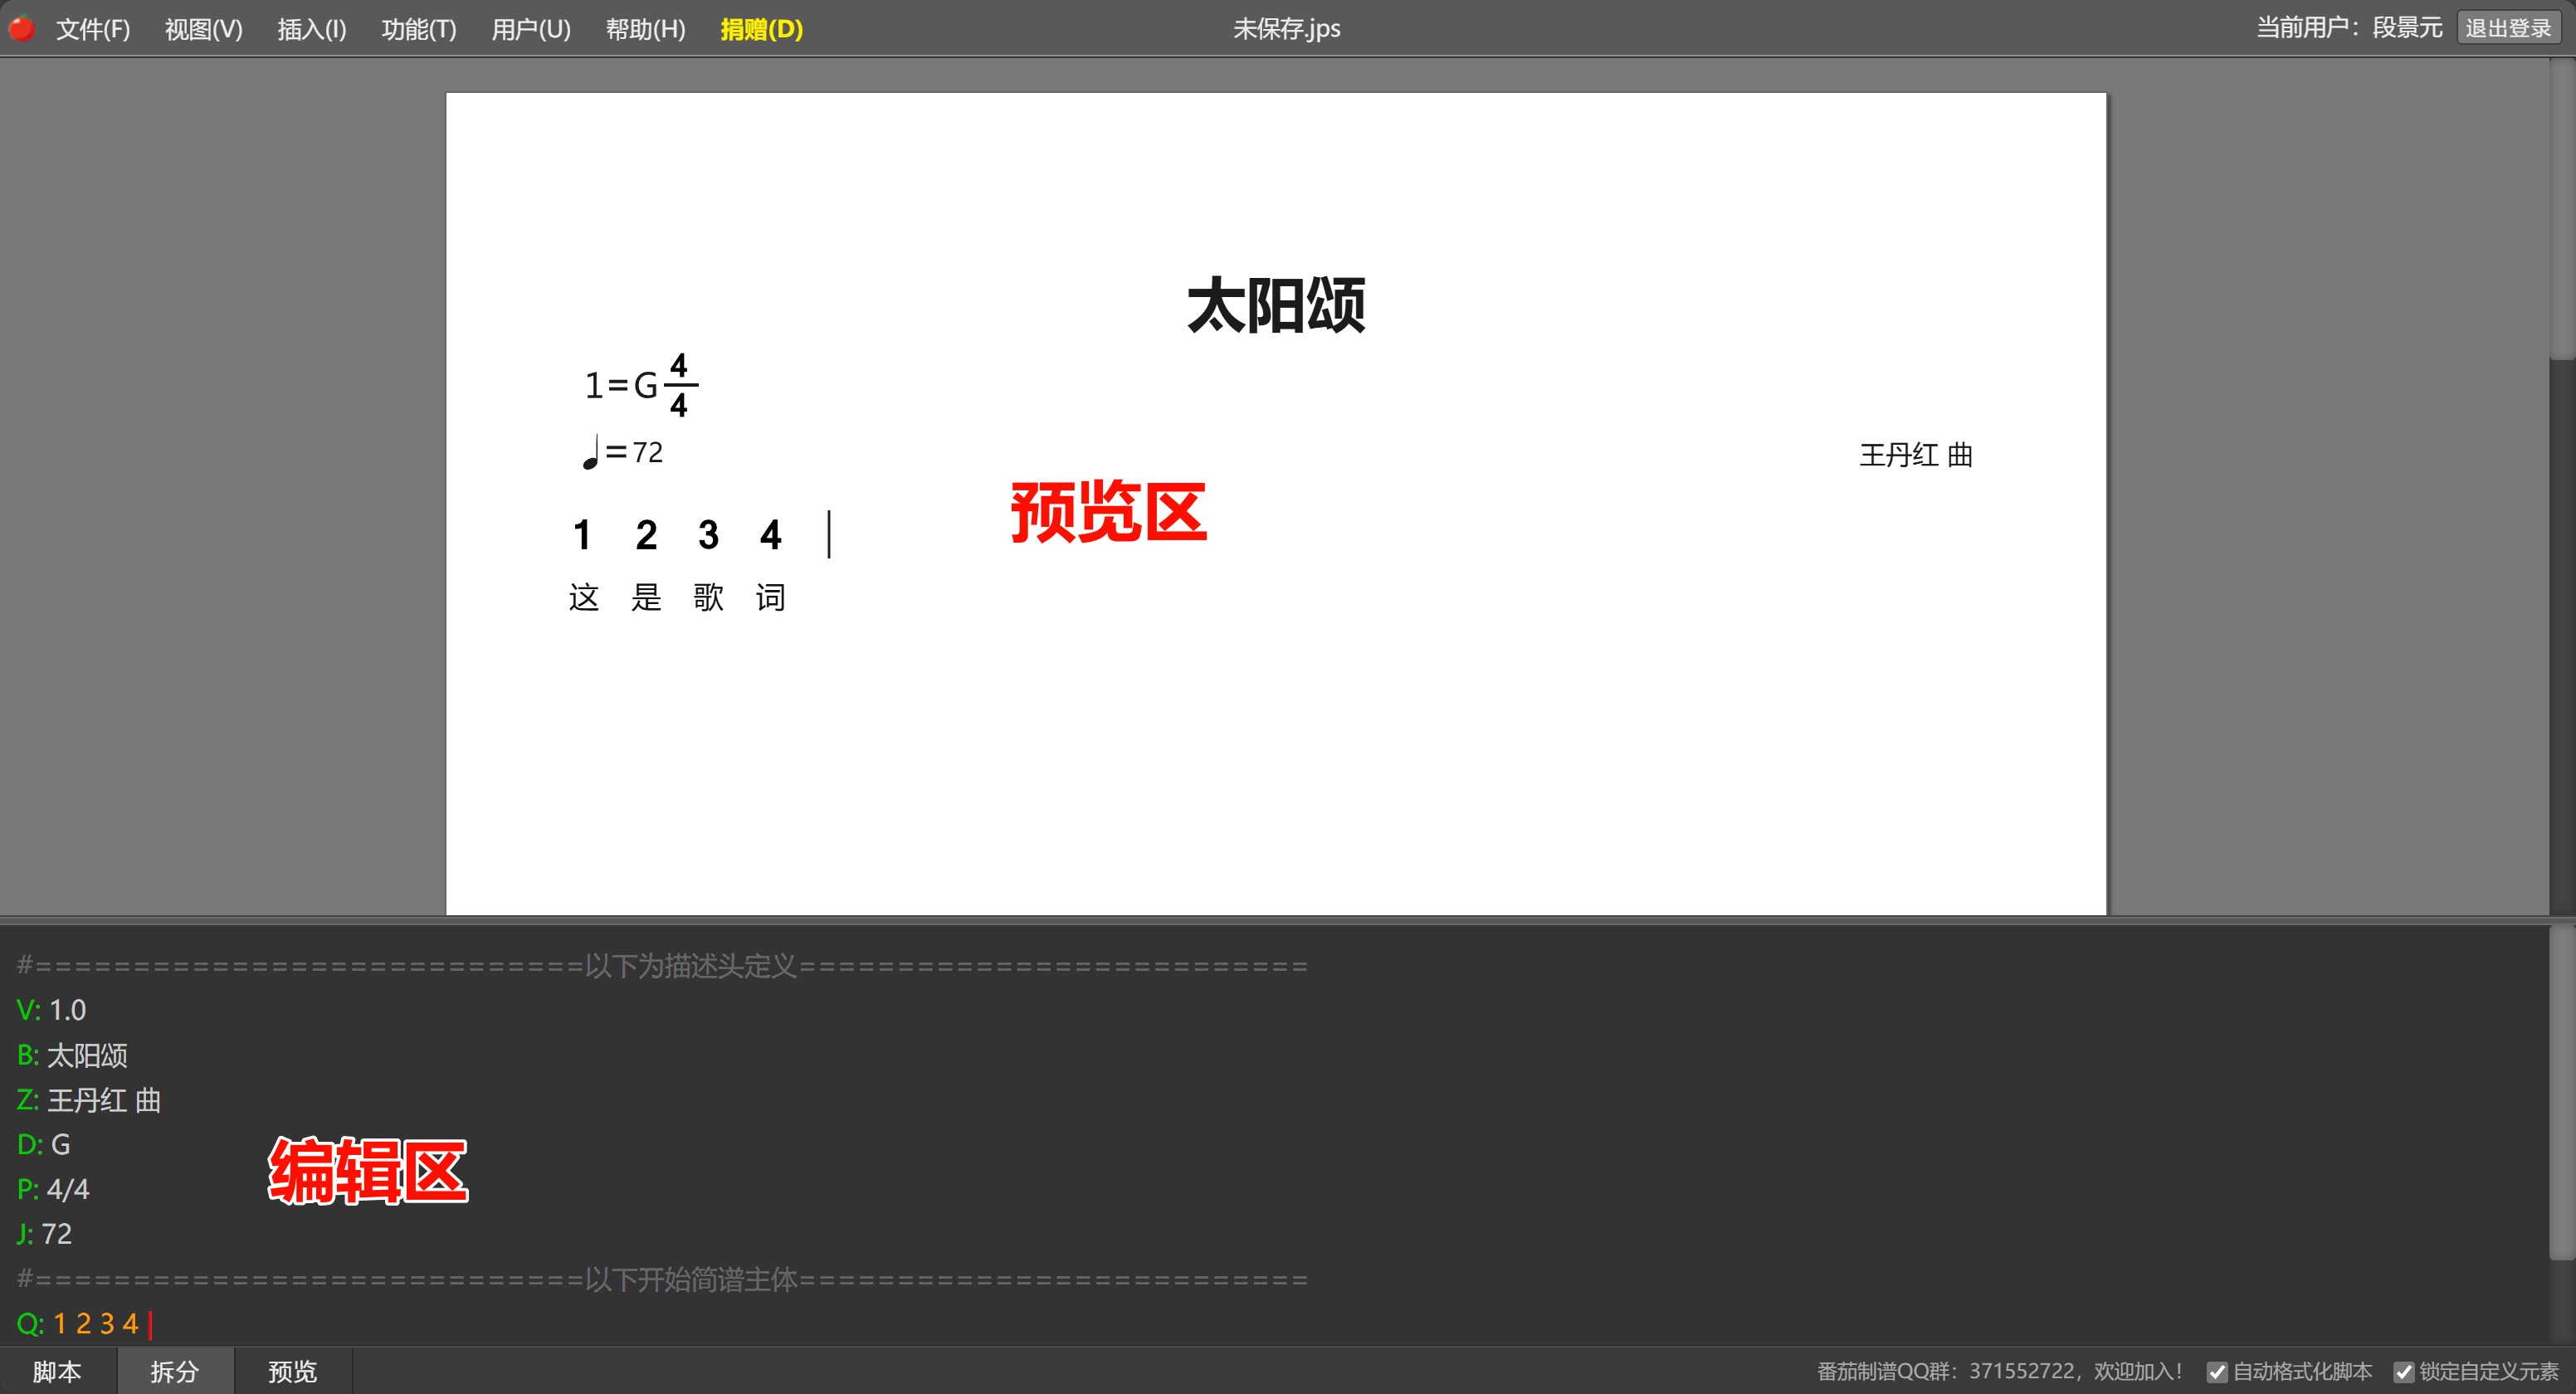 文件(F) 视图(V) 插入(I) 功能(T) 用户(U) 帮助(H) 捐赠(D) 未保存.jps 当前用户：段景元 退出登录
太阳颂
1=G 4/4
♩=72
王丹红 曲
预览区
1 2 3 4 |
这 是 歌 词
#============================以下为描述头定义==========================
V: 1.0
B: 太阳颂
Z: 王丹红 曲
D: G
编辑区
P: 4/4
J: 72
#============================以下开始简谱主体==========================
Q: 1 2 3 4 |
脚本 拆分 预览 番茄制谱QQ群：371552722，欢迎加入！ 自动格式化脚本 锁定自定义元素